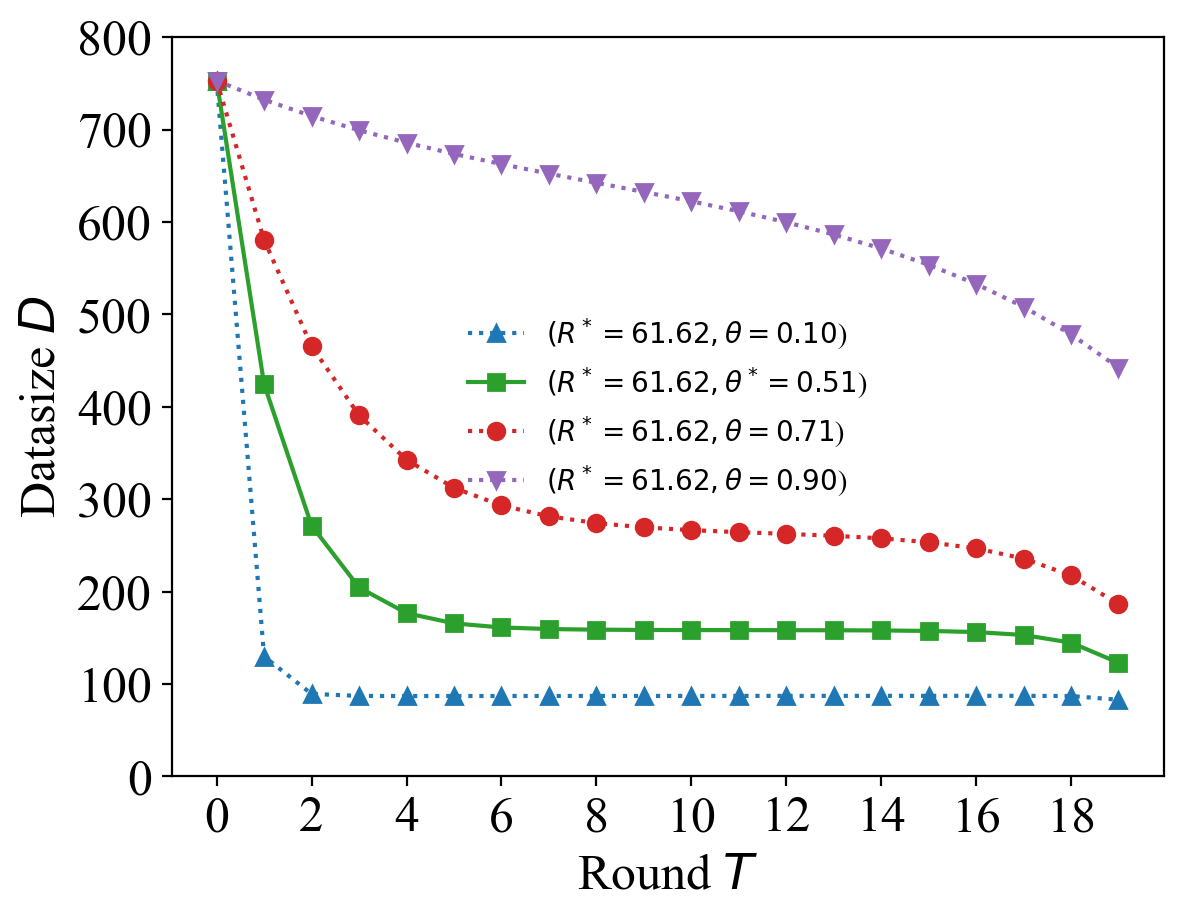 800
700
600
500
400
300
200
100
0
Datasize D
(R* = 61.62, θ = 0.10)
(R* = 61.62, θ* = 0.51)
(R* = 61.62, θ = 0.71)
(R* = 61.62, θ = 0.90)
0 2 4 6 8 10 12 14 16 18
Round T